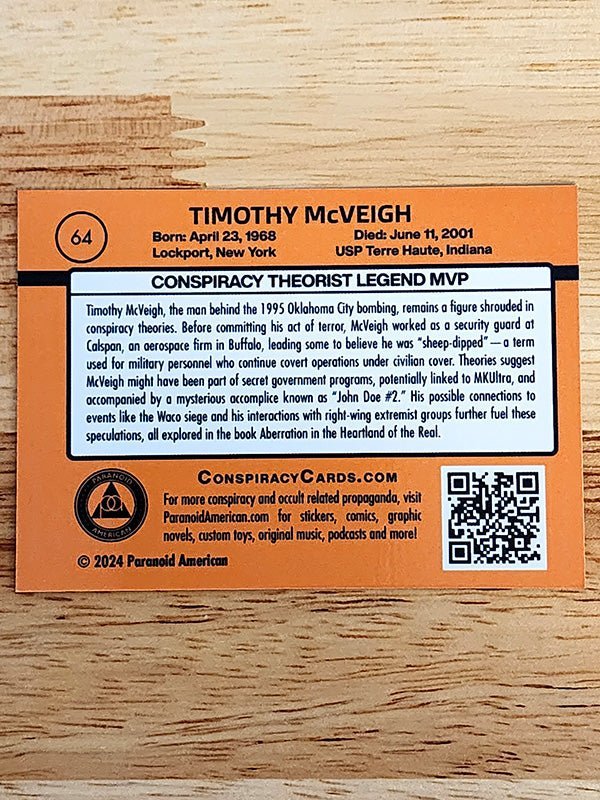 64
TIMOTHY McVEIGH
Born: April 23, 1968
Lockport, New York
Died: June 11, 2001
USP Terre Haute, Indiana
CONSPIRACY THEORIST LEGEND MVP
Timothy McVeigh, the man behind the 1995 Oklahoma City bombing, remains a figure shrouded in
conspiracy theories. Before committing his act of terror, McVeigh worked as a security guard at
Calspan, an aerospace firm in Buffalo, leading some to believe he was "sheep-dipped"—a term
used for military personnel who continue covert operations under civilian cover. Theories suggest
McVeigh might have been part of secret government programs, potentially linked to MKUltra, and
accompanied by a mysterious accomplice known as "John Doe #2." His possible connections to
events like the Waco siege and his interactions with right-wing extremist groups further fuel these
speculations, all explored in the book Aberration in the Heartland of the Real.
PARANOID
AMERICAN
CONSPIRACYCARDS.COM
For more conspiracy and occult related propaganda, visit
ParanoidAmerican.com for stickers, comics, graphic
novels, custom toys, original music, podcasts and more!
© 2024 Paranoid American